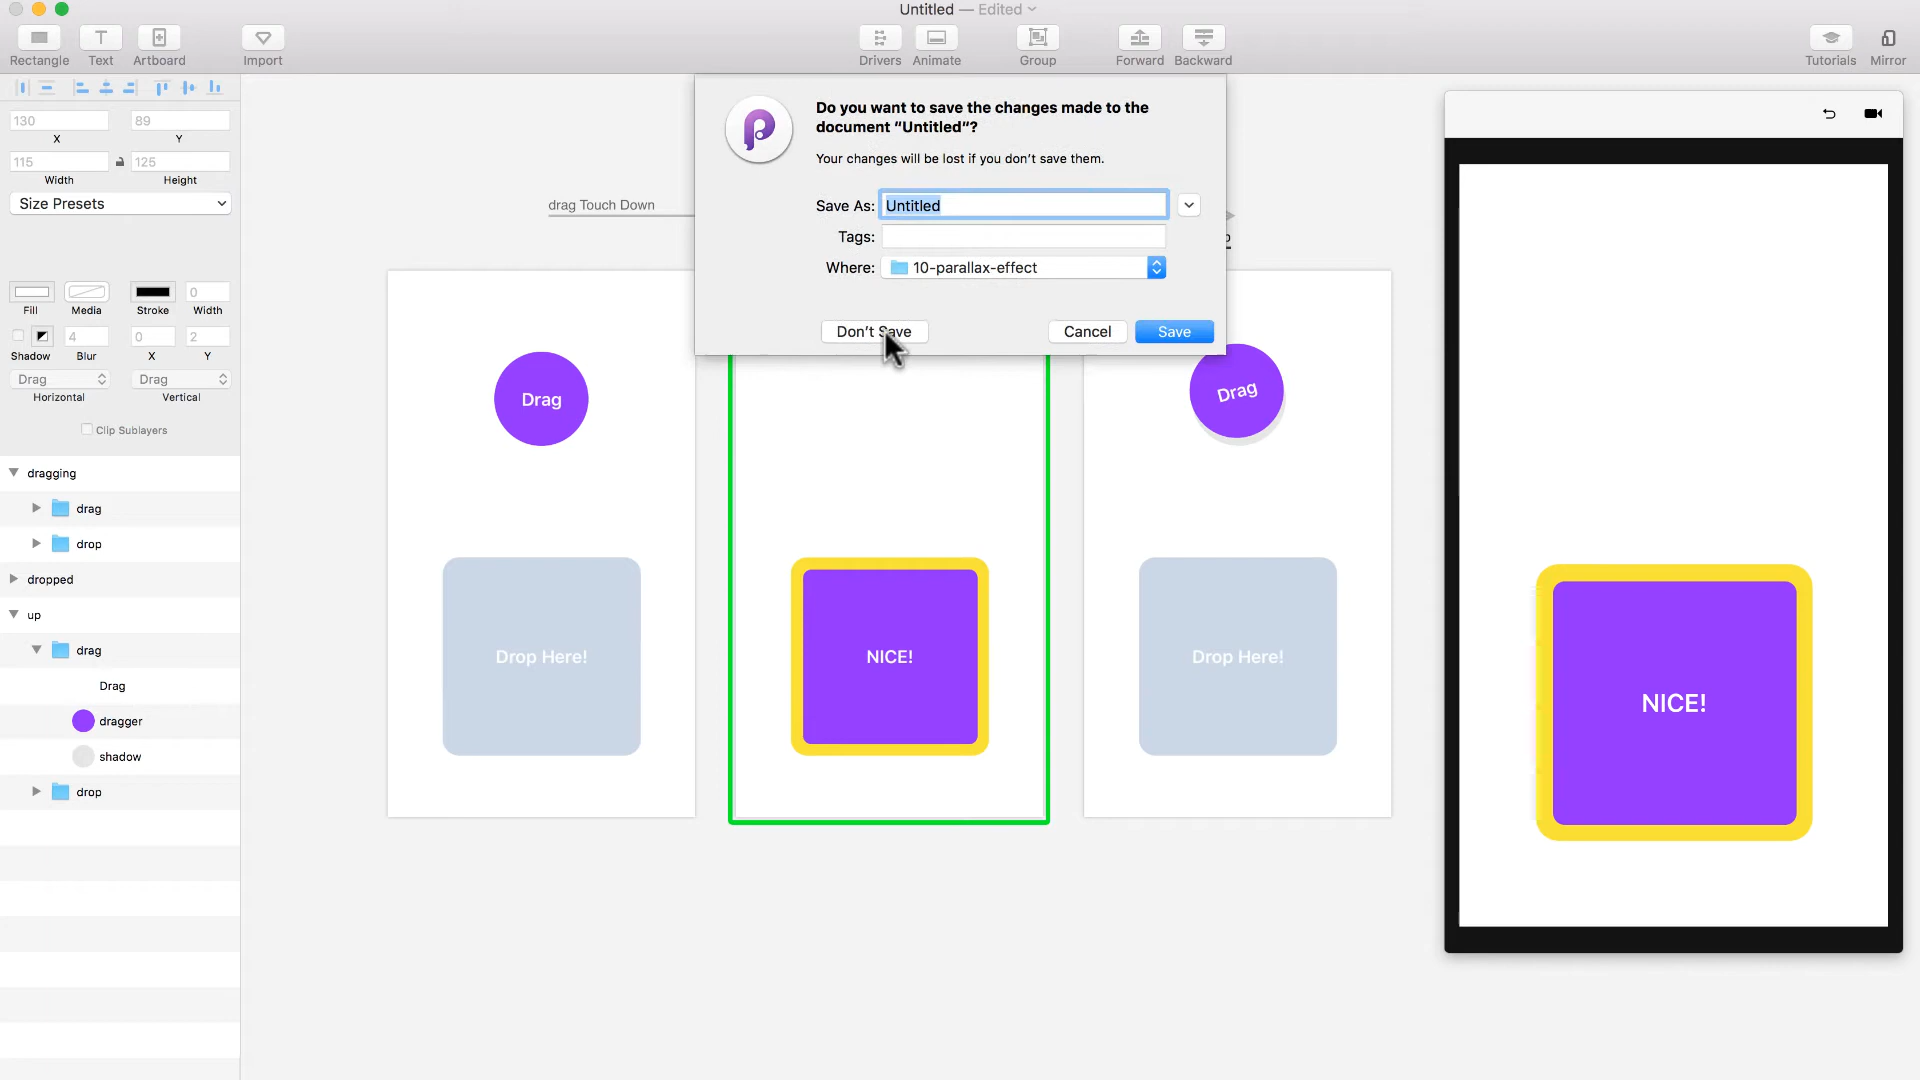 Untitled — Edited
Rectangle
Text
Artboard
Import
Drivers
Animate
Group
Forward
Backward
Tutorials
Mirror
130
89
X
Y
115
125
Width
Height
Size Presets
0
Fill
Media
Stroke
Width
4
0
2
Shadow
Blur
X
Y
Drag
Drag
Horizontal
Vertical
Clip Sublayers
dragging
drag
drop
dropped
up
drag
Drag
dragger
shadow
drop
Do you want to save the changes made to the
document “Untitled”?
Your changes will be lost if you don’t save them.
Save As: Untitled
Tags:
Where: 10-parallax-effect
Don’t Save
Cancel
Save
drag Touch Down
Drag
Drop Here!
NICE!
Drag
Drop Here!
NICE!